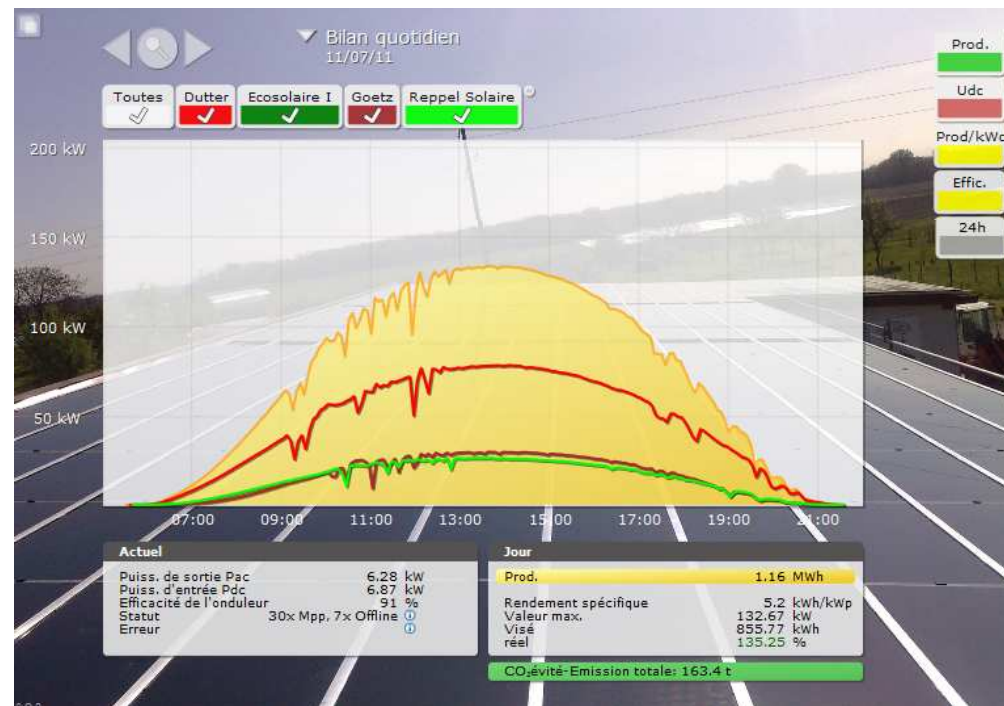 Bilan quotidien
11/07/11
Prod.
Udc
Prod/kWc
Effic.
24h
Toutes Dutter Ecosolaire I Goetz Reppel Solaire
200 kW
150 kW
100 kW
50 kW
07:00 09:00 11:00 13:00 15:00 17:00 19:00 21:00
Actuel
Puiss. de sortie Pac 6.28 kW
Puiss. d'entrée Pdc 6.87 kW
Efficacité de l'onduleur 91 %
Statut 30x Mpp, 7x Offline
Erreur
Jour
Prod. 1.16 MWh
Rendement spécifique 5.2 kWh/kWp
Valeur max. 132.67 kW
Visé 855.77 kWh
réel 135.25 %
CO₂évité-Emission totale: 163.4 t